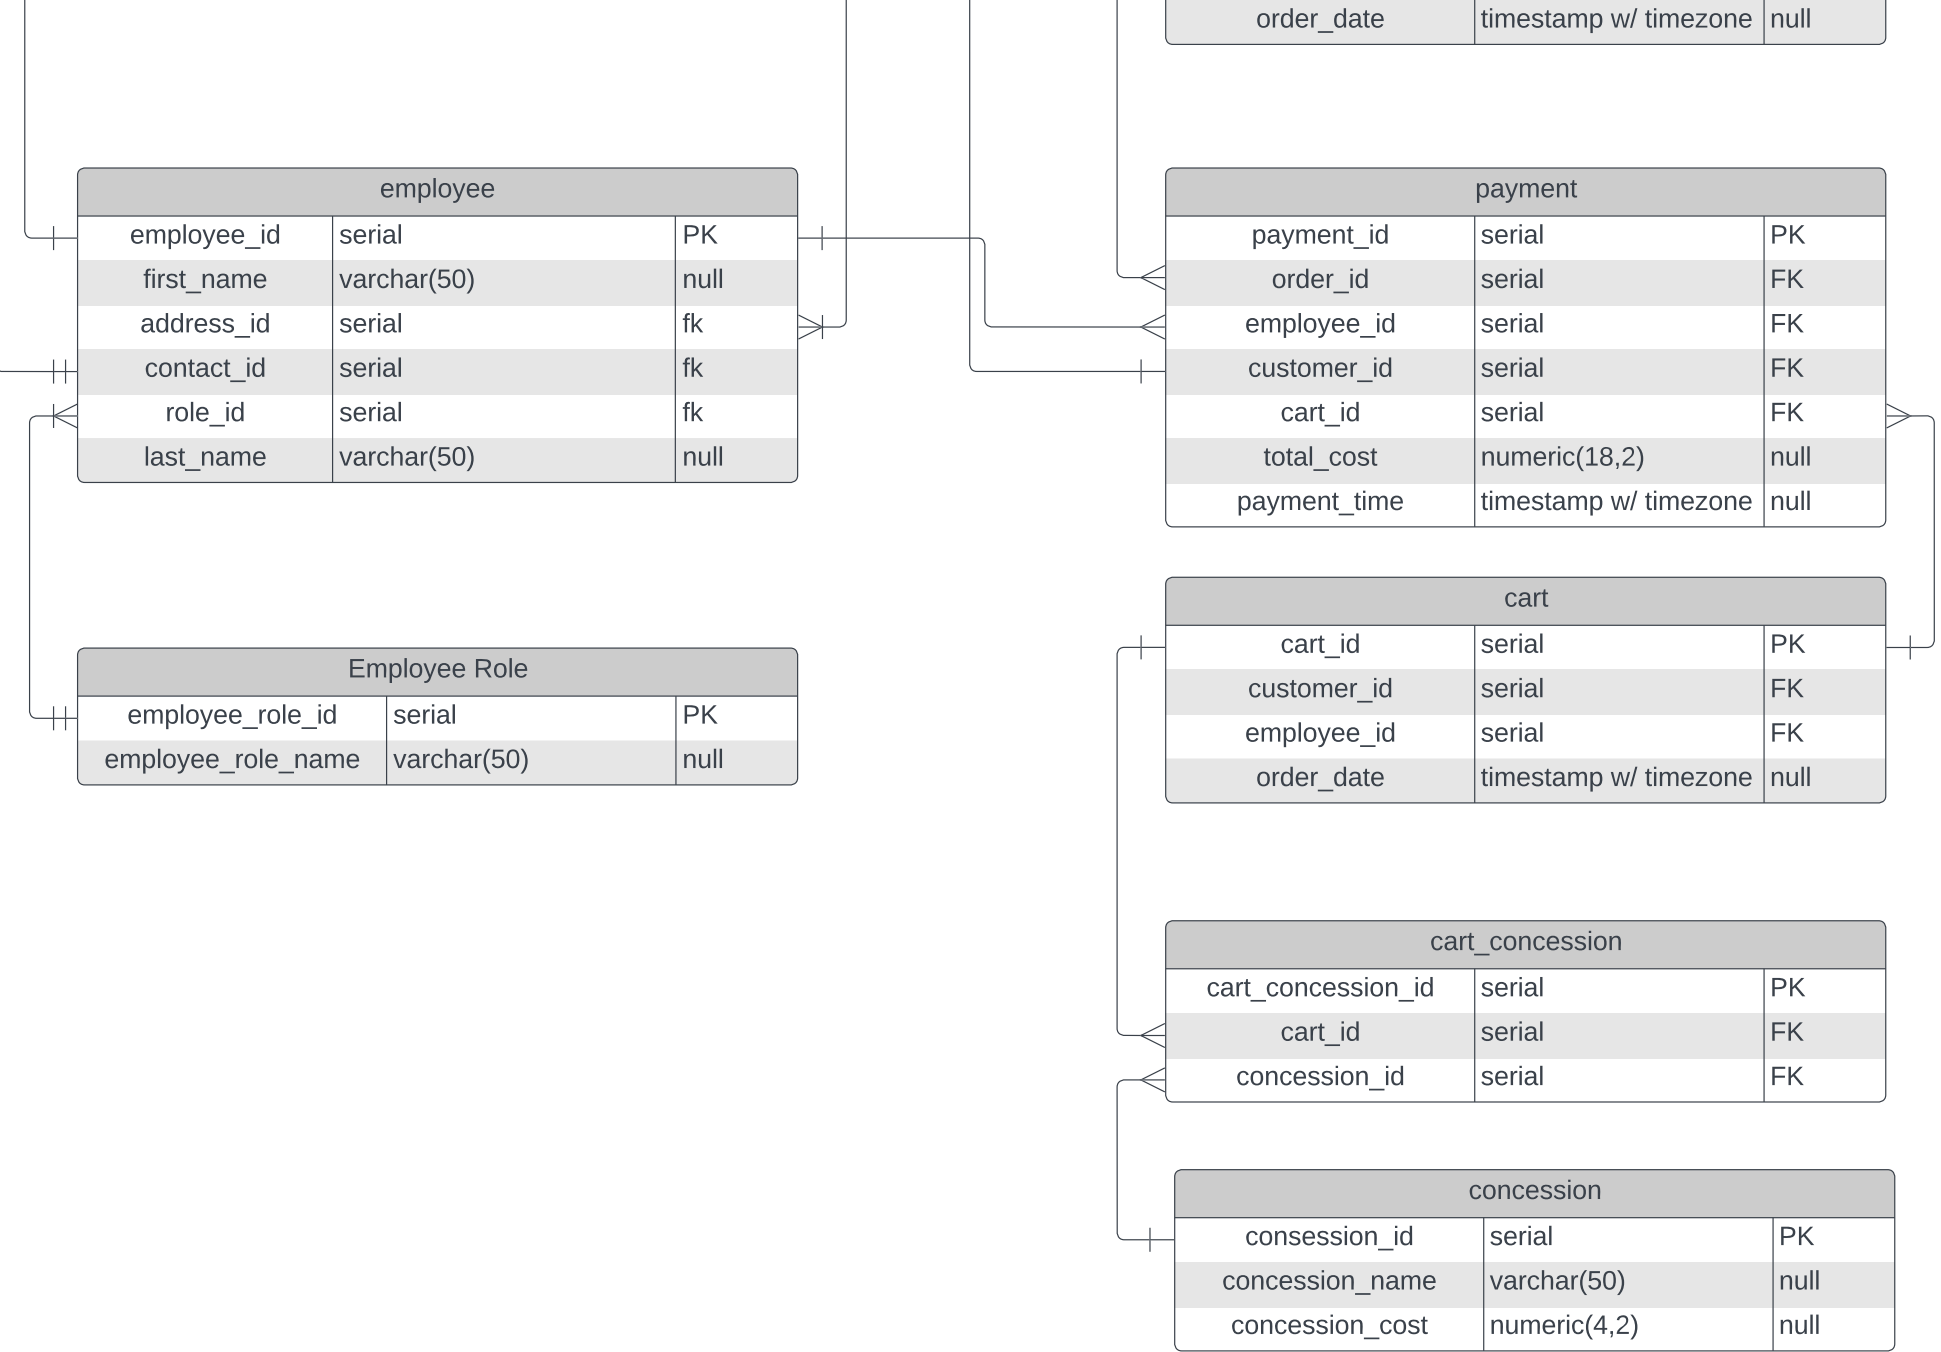 order_date timestamp w/ timezone null
employee
employee_id serial PK
first_name varchar(50) null
address_id serial fk
contact_id serial fk
role_id serial fk
last_name varchar(50) null
payment
payment_id serial PK
order_id serial FK
employee_id serial FK
customer_id serial FK
cart_id serial FK
total_cost numeric(18,2) null
payment_time timestamp w/ timezone null
Employee Role
employee_role_id serial PK
employee_role_name varchar(50) null
cart
cart_id serial PK
customer_id serial FK
employee_id serial FK
order_date timestamp w/ timezone null
cart_concession
cart_concession_id serial PK
cart_id serial FK
concession_id serial FK
concession
consession_id serial PK
concession_name varchar(50) null
concession_cost numeric(4,2) null